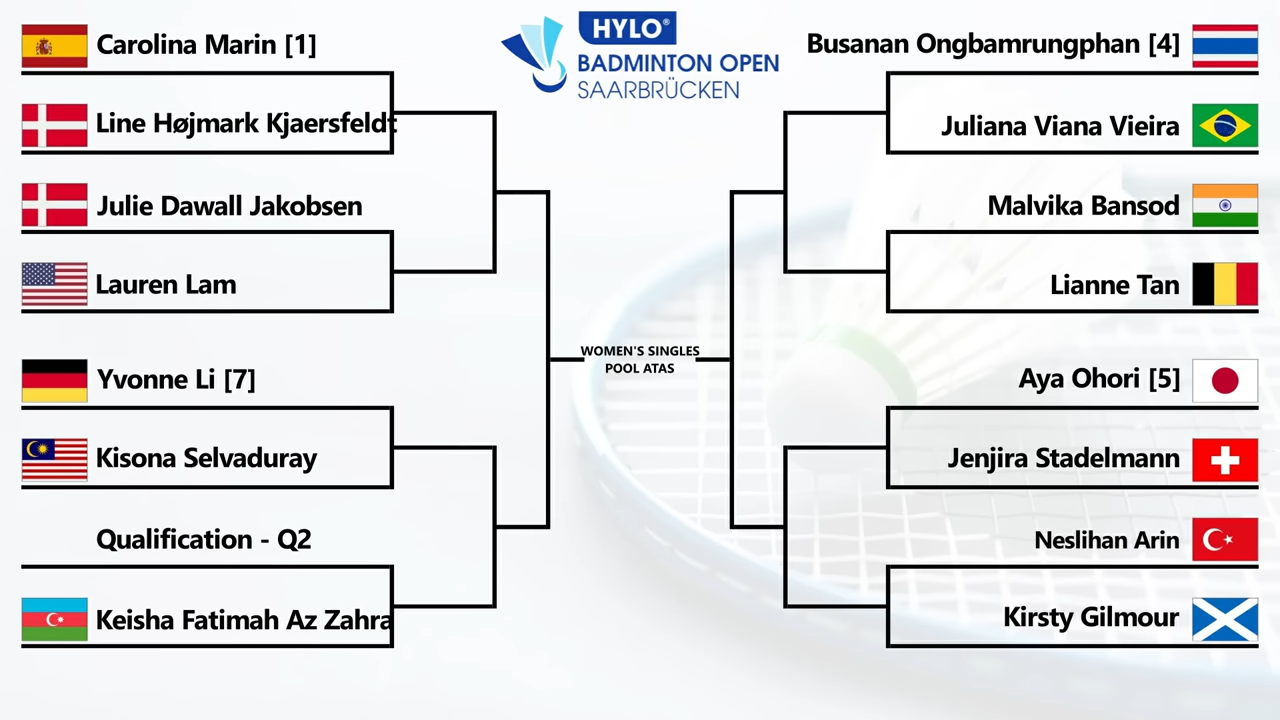 HYLO®
BADMINTON OPEN
SAARBRÜCKEN
Carolina Marin [1]
Line Højmark Kjaersfeldt
Julie Dawall Jakobsen
Lauren Lam
Yvonne Li [7]
Kisona Selvaduray
Qualification - Q2
Keisha Fatimah Az Zahra
WOMEN'S SINGLES
POOL ATAS
Busanan Ongbamrungphan [4]
Juliana Viana Vieira
Malvika Bansod
Lianne Tan
Aya Ohori [5]
Jenjira Stadelmann
Neslihan Arin
Kirsty Gilmour